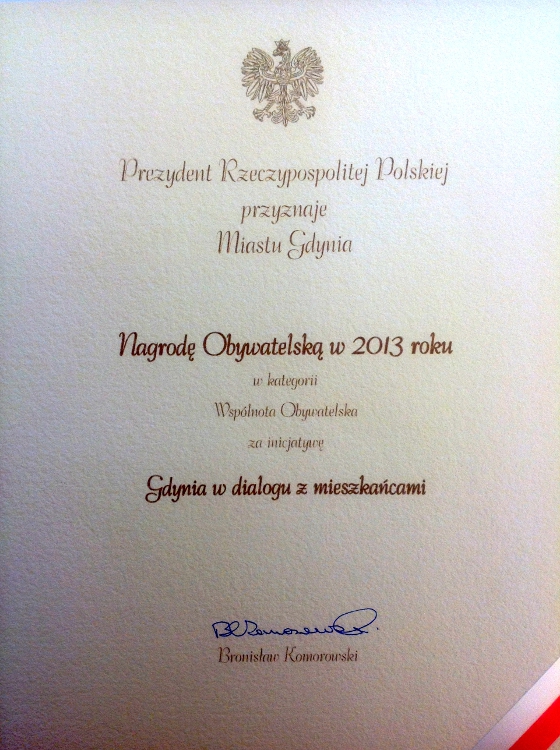 Prezydent Rzeczypospolitej Polskiej
przyznaje
Miastu Gdynia
Nagrodę Obywatelską w 2013 roku
w kategorii
Wspólnota Obywatelska
za inicjatywę
Gdynia w dialogu z mieszkańcami
BKomorowski
Bronisław Komorowski